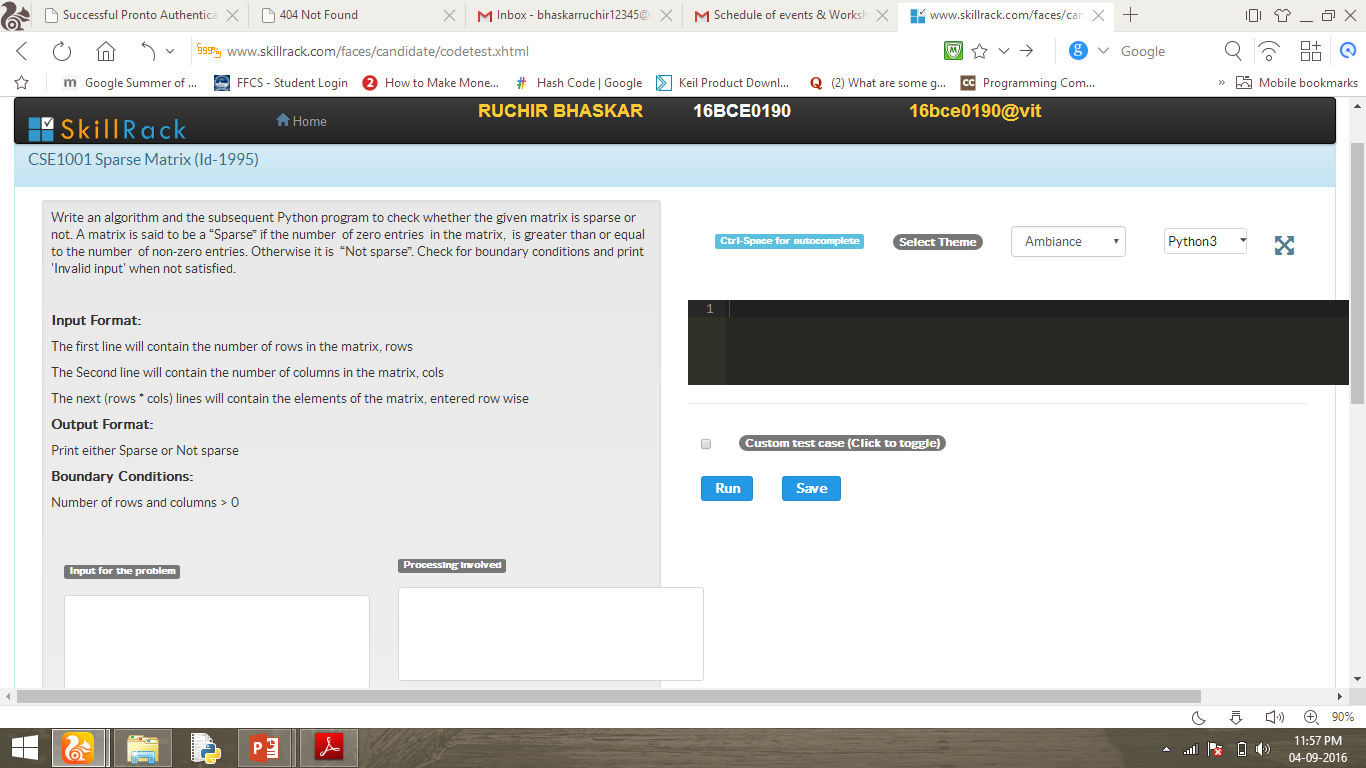 Successful Pronto Authentica
404 Not Found
Inbox - bhaskarruchir12345@
Schedule of events & Worksh
www.skillrack.com/faces/can
999% www.skillrack.com/faces/candidate/codetest.xhtml
g Google
m Google Summer of ...
FFCS - Student Login
2 How to Make Mone...
# Hash Code | Google
Keil Product Downl...
Q (2) What are some g...
CC Programming Com...
» Mobile bookmarks
RUCHIR BHASKAR 16BCE0190 16bce0190@vit
SkillRack Home
CSE1001 Sparse Matrix (Id-1995)
Write an algorithm and the subsequent Python program to check whether the given matrix is sparse or
not. A matrix is said to be a “Sparse” if the number of zero entries in the matrix, is greater than or equal
to the number of non-zero entries. Otherwise it is “Not sparse”. Check for boundary conditions and print
'Invalid input' when not satisfied.
Input Format:
The first line will contain the number of rows in the matrix, rows
The Second line will contain the number of columns in the matrix, cols
The next (rows * cols) lines will contain the elements of the matrix, entered row wise
Output Format:
Print either Sparse or Not sparse
Boundary Conditions:
Number of rows and columns > 0
Input for the problem
Processing Involved
Ctrl-Space for autocomplete
Select Theme
Ambiance
Python3
1
Custom test case (Click to toggle)
Run
Save
90%
11:57 PM
04-09-2016